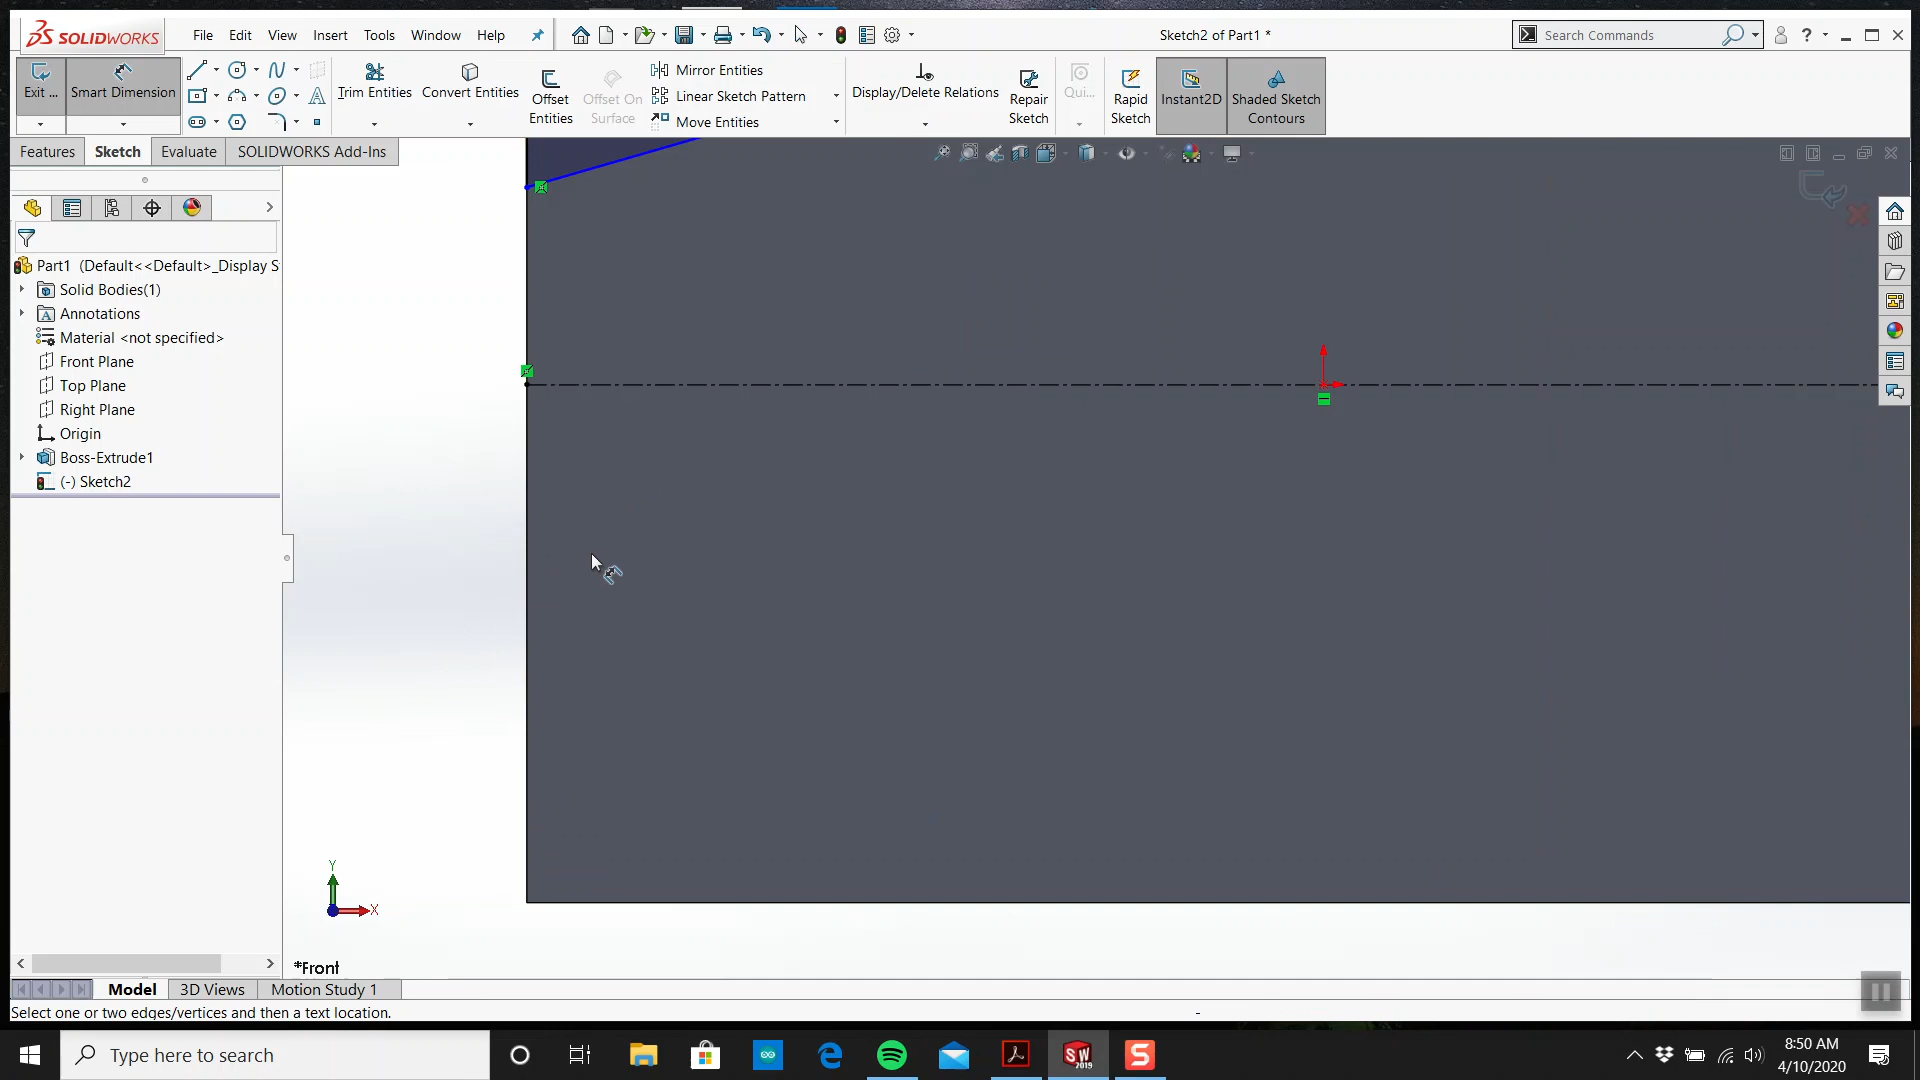 SOLIDWORKS File Edit View Insert Tools Window Help Sketch2 of Part1 * Search Commands ?
Exit ... Smart Dimension Trim Entities Convert Entities Offset Entities Offset On Surface Mirror Entities Linear Sketch Pattern Move Entities Display/Delete Relations Repair Sketch Qui... Rapid Sketch Instant2D Shaded Sketch Contours
Features Sketch Evaluate SOLIDWORKS Add-Ins
Part1 (Default<<Default>_Display S
Solid Bodies(1)
Annotations
Material <not specified>
Front Plane
Top Plane
Right Plane
Origin
Boss-Extrude1
(-) Sketch2
Y
X
*Front
Model 3D Views Motion Study 1
Select one or two edges/vertices and then a text location.
Type here to search
SW
2019
S
8:50 AM
4/10/2020